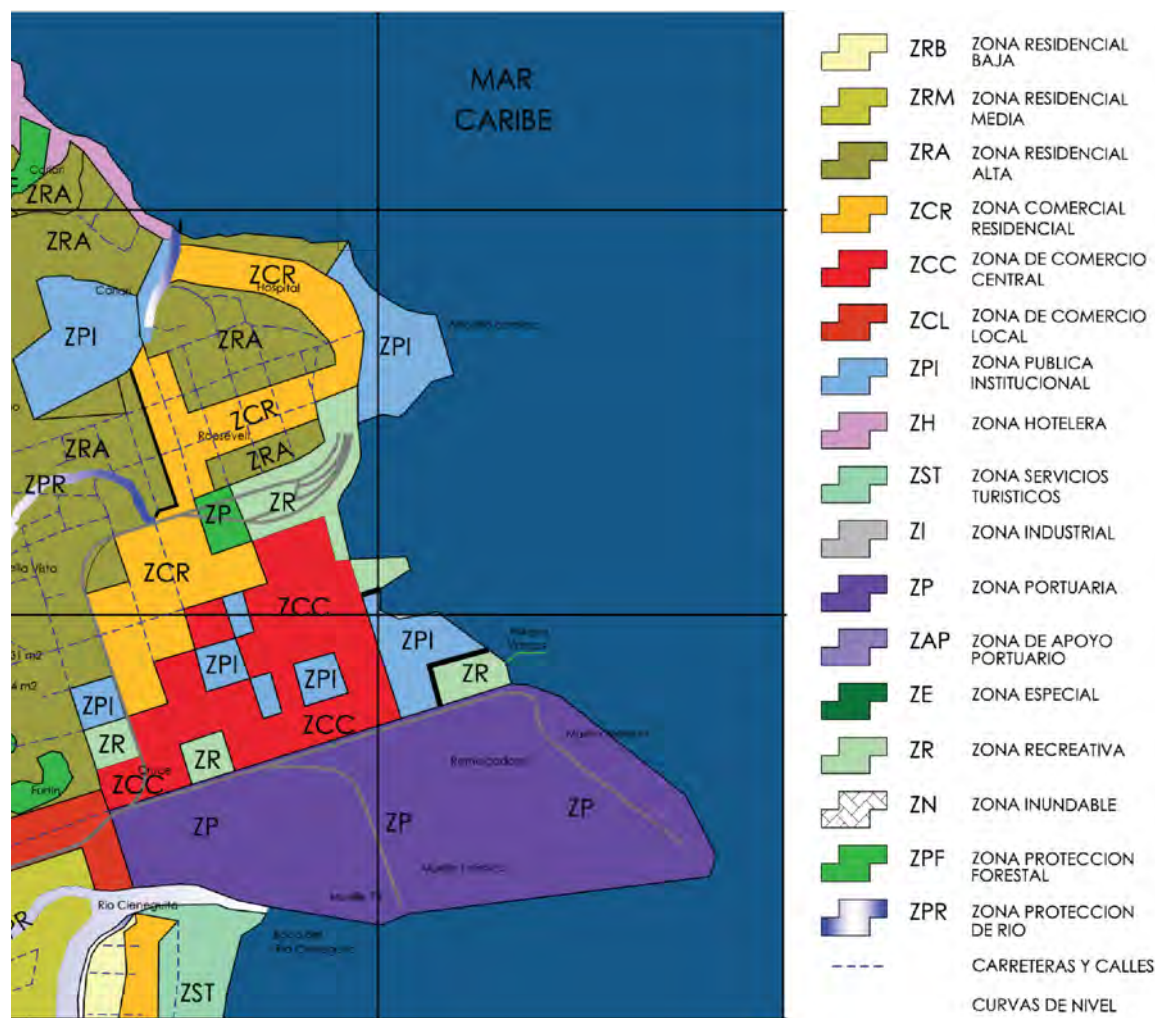 MAR
CARIBE
ZRA
ZRA
ZCR
Hospital
ZPI
ZRA
ZPI
ZCR
Roosevelt
ZRA
ZRA
ZPR
ZR
ZP
ZCR
ZCC
ZPI
ZPI
ZPI
ZR
ZPI
ZCC
ZR
ZR
ZCC
Fortin
ZP
ZP
ZP
Remolcadores
Rio Cieneguita
Boca del
Rio Cieneguita
ZST
ZRB ZONA RESIDENCIAL
BAJA
ZRM ZONA RESIDENCIAL
MEDIA
ZRA ZONA RESIDENCIAL
ALTA
ZCR ZONA COMERCIAL
RESIDENCIAL
ZCC ZONA DE COMERCIO
CENTRAL
ZCL ZONA DE COMERCIO
LOCAL
ZPI ZONA PUBLICA
INSTITUCIONAL
ZH ZONA HOTELERA
ZST ZONA SERVICIOS
TURISTICOS
ZI ZONA INDUSTRIAL
ZP ZONA PORTUARIA
ZAP ZONA DE APOYO
PORTUARIO
ZE ZONA ESPECIAL
ZR ZONA RECREATIVA
ZN ZONA INUNDABLE
ZPF ZONA PROTECCION
FORESTAL
ZPR ZONA PROTECCION
DE RIO
CARRETERAS Y CALLES
CURVAS DE NIVEL